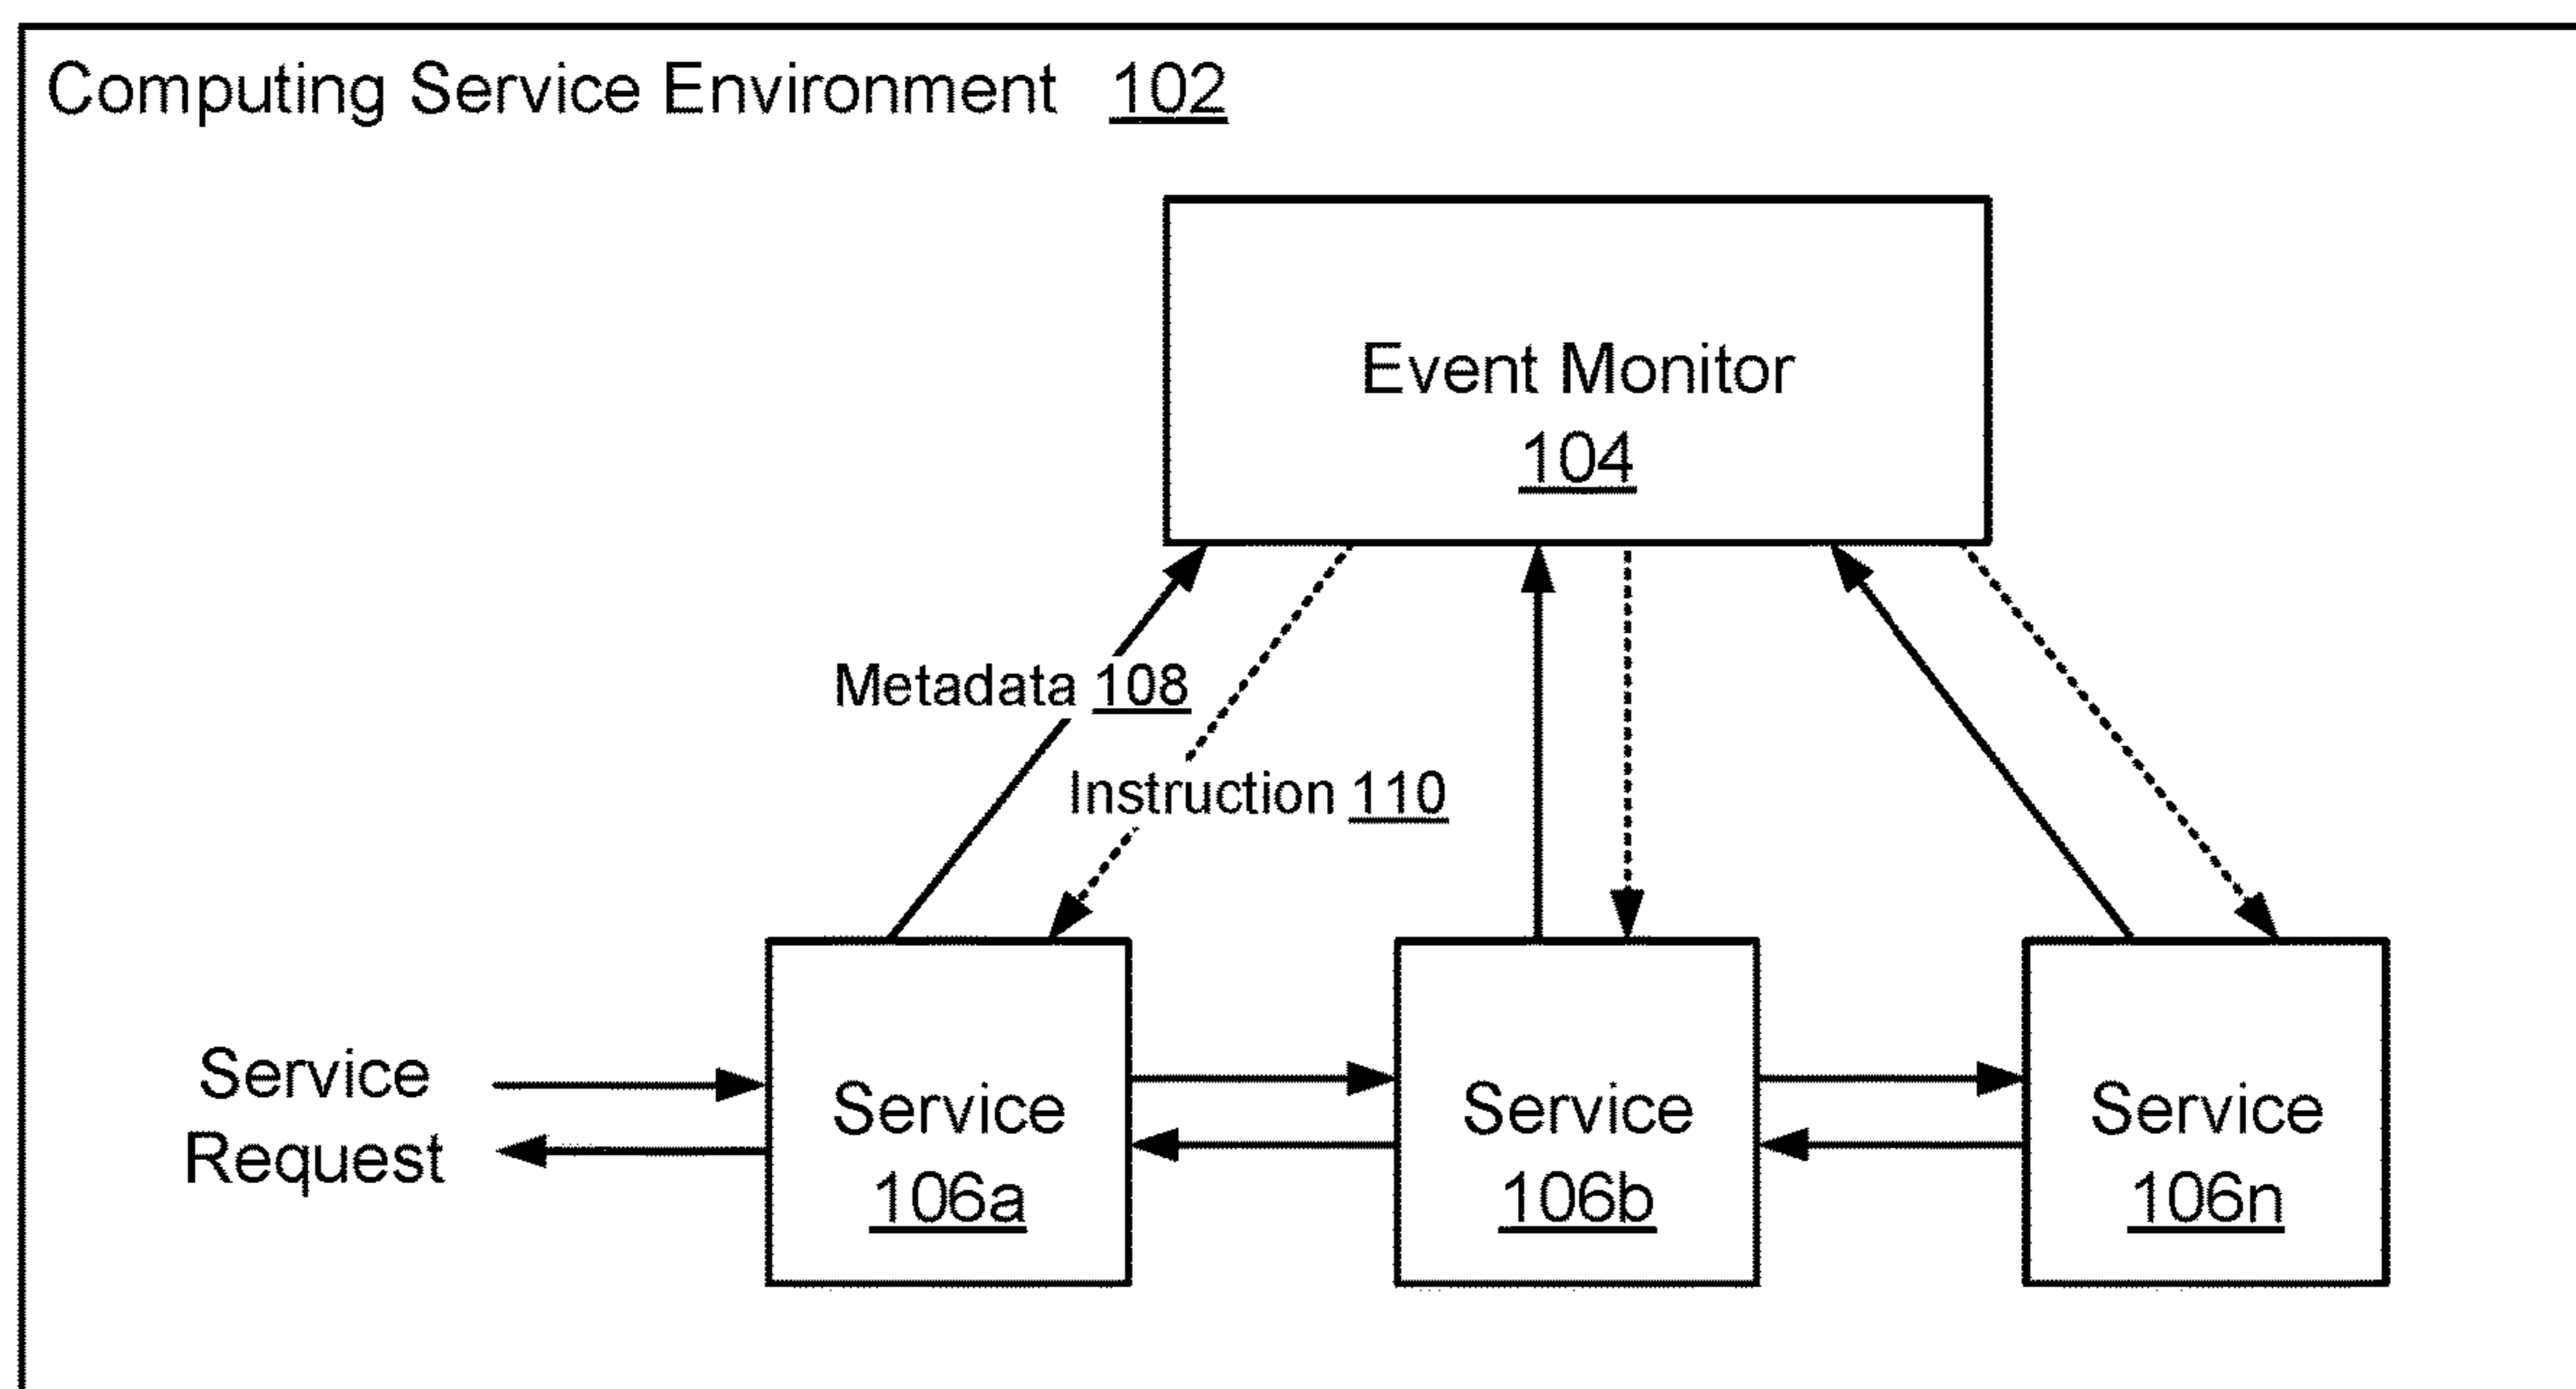 Computing Service Environment 102
Event Monitor
104
Metadata 108
Instruction 110
Service
Request
Service
106a
Service
106b
Service
106n